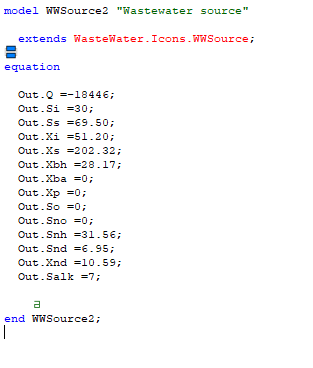 model WWSource2 "Wastewater source"
extends WasteWater.Icons.WWSource;
equation
Out.Q =-18446;
Out.Si =30;
Out.Ss =69.50;
Out.Xi =51.20;
Out.Xs =202.32;
Out.Xbh =28.17;
Out.Xba =0;
Out.Xp =0;
Out.So =0;
Out.Sno =0;
Out.Snh =31.56;
Out.Snd =6.95;
Out.Xnd =10.59;
Out.Salk =7;
a
end WWSource2;